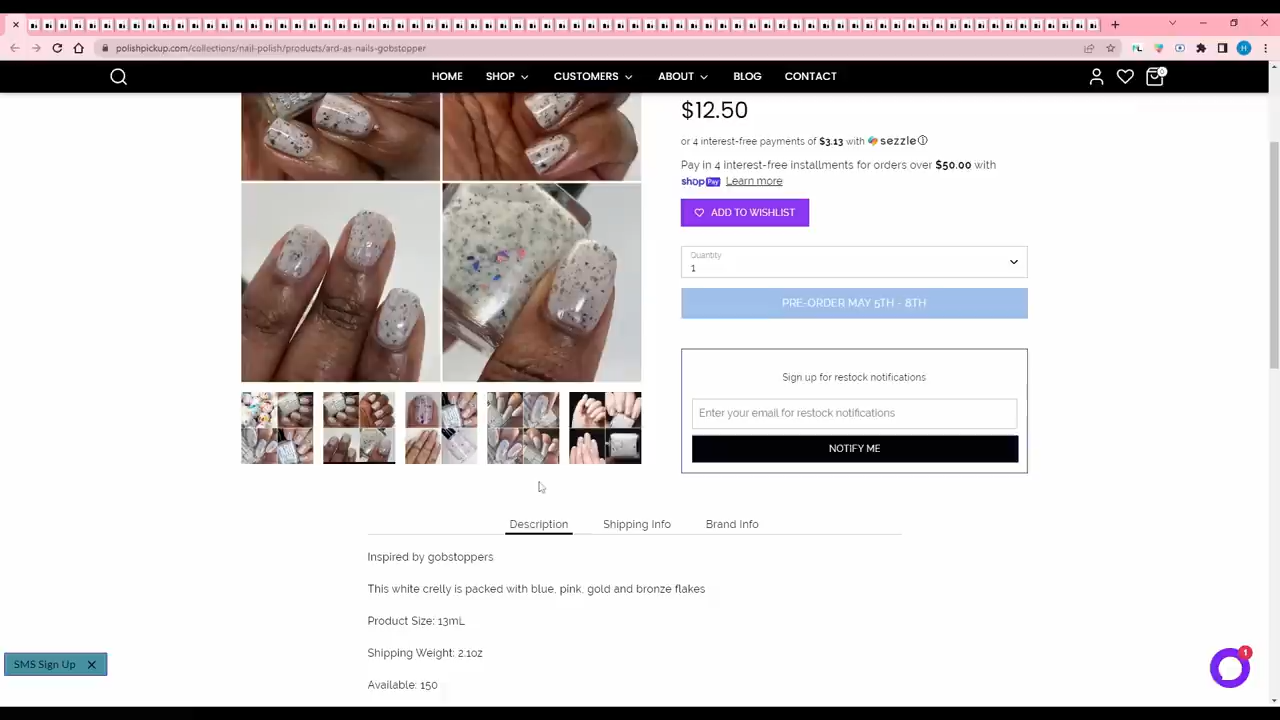 polishpickup.com/collections/nail-polish/products/ard-as-nails-gobstopper
HOME SHOP CUSTOMERS ABOUT BLOG CONTACT
0
$12.50
or 4 interest-free payments of $3.13 with sezzle
Pay in 4 interest-free installments for orders over $50.00 with
shop Pay Learn more
ADD TO WISHLIST
Quantity
1
PRE-ORDER MAY 5TH - 8TH
Sign up for restock notifications
Enter your email for restock notifications
NOTIFY ME
Description Shipping Info Brand Info
Inspired by gobstoppers
This white crelly is packed with blue, pink, gold and bronze flakes
Product Size: 13mL
Shipping Weight: 2.1oz
Available: 150
SMS Sign Up
1